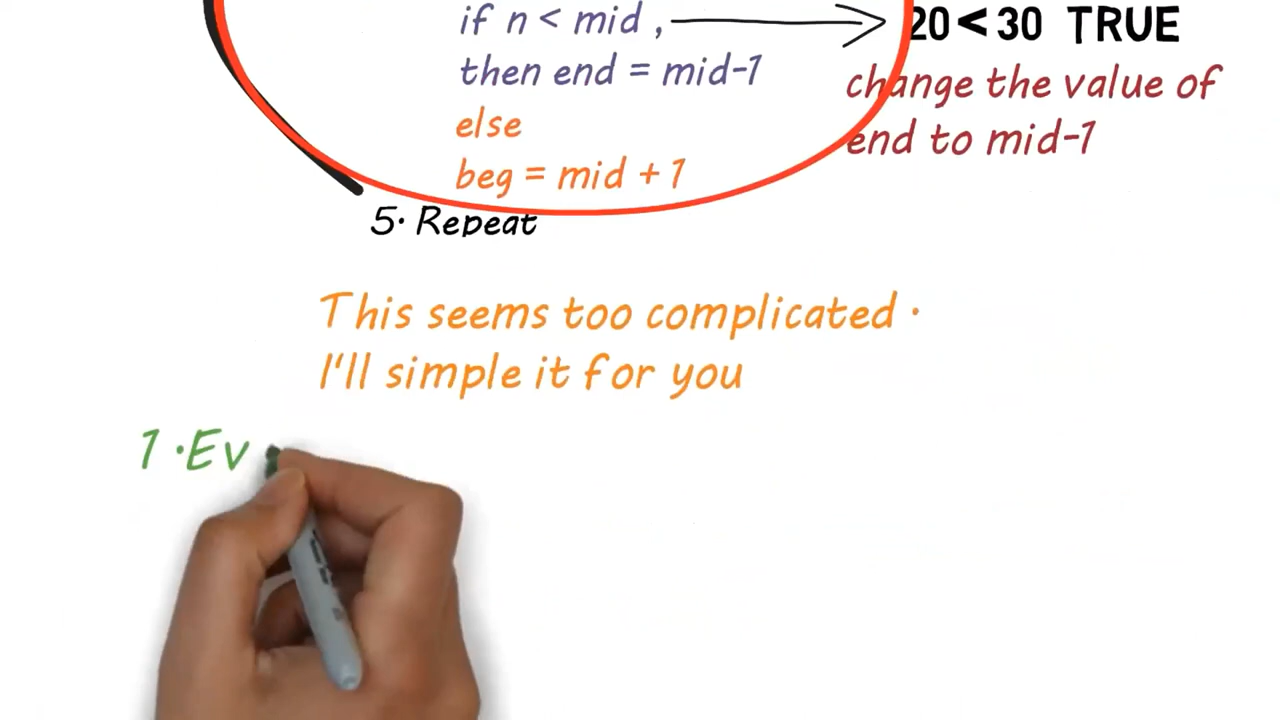 if n < mid ,
then end = mid-1
else
beg = mid + 1
5. Repeat
20 < 30 TRUE
change the value of
end to mid-1
This seems too complicated .
I'll simple it for you
1 .Ev